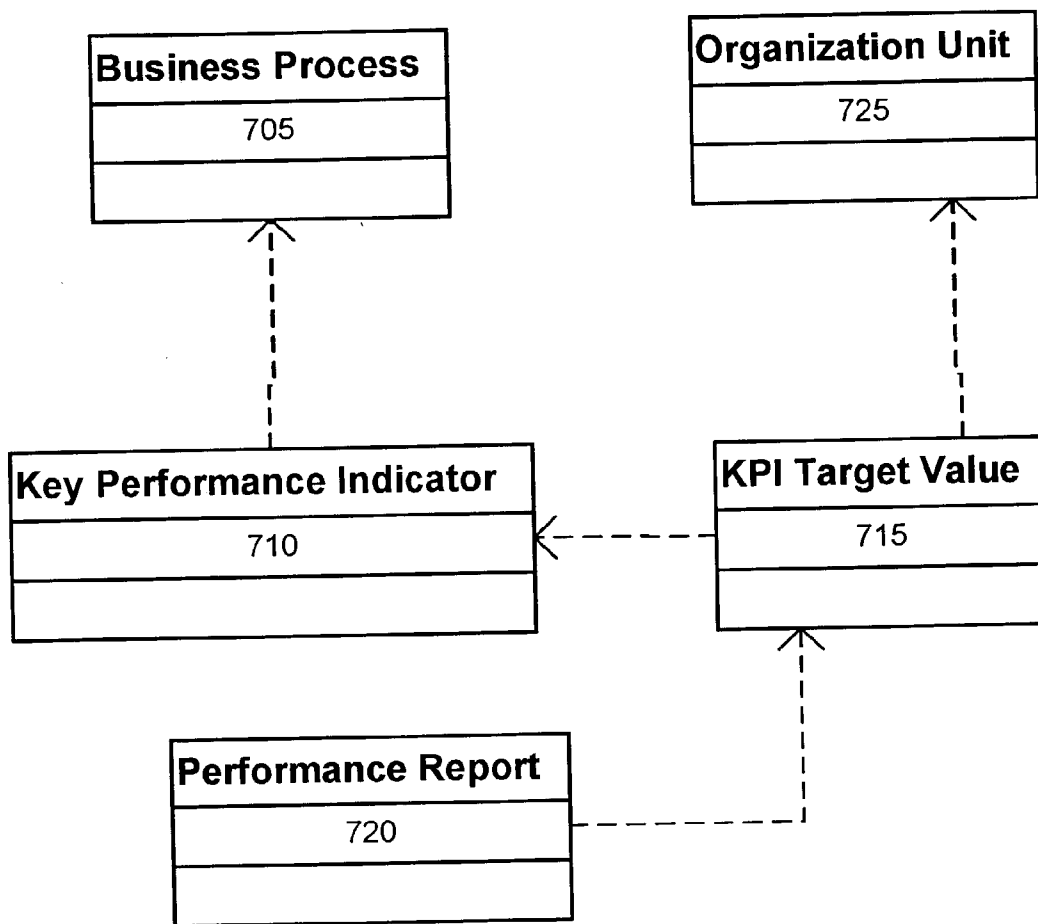 Business Process
705
Organization Unit
725
Key Performance Indicator
710
KPI Target Value
715
Performance Report
720